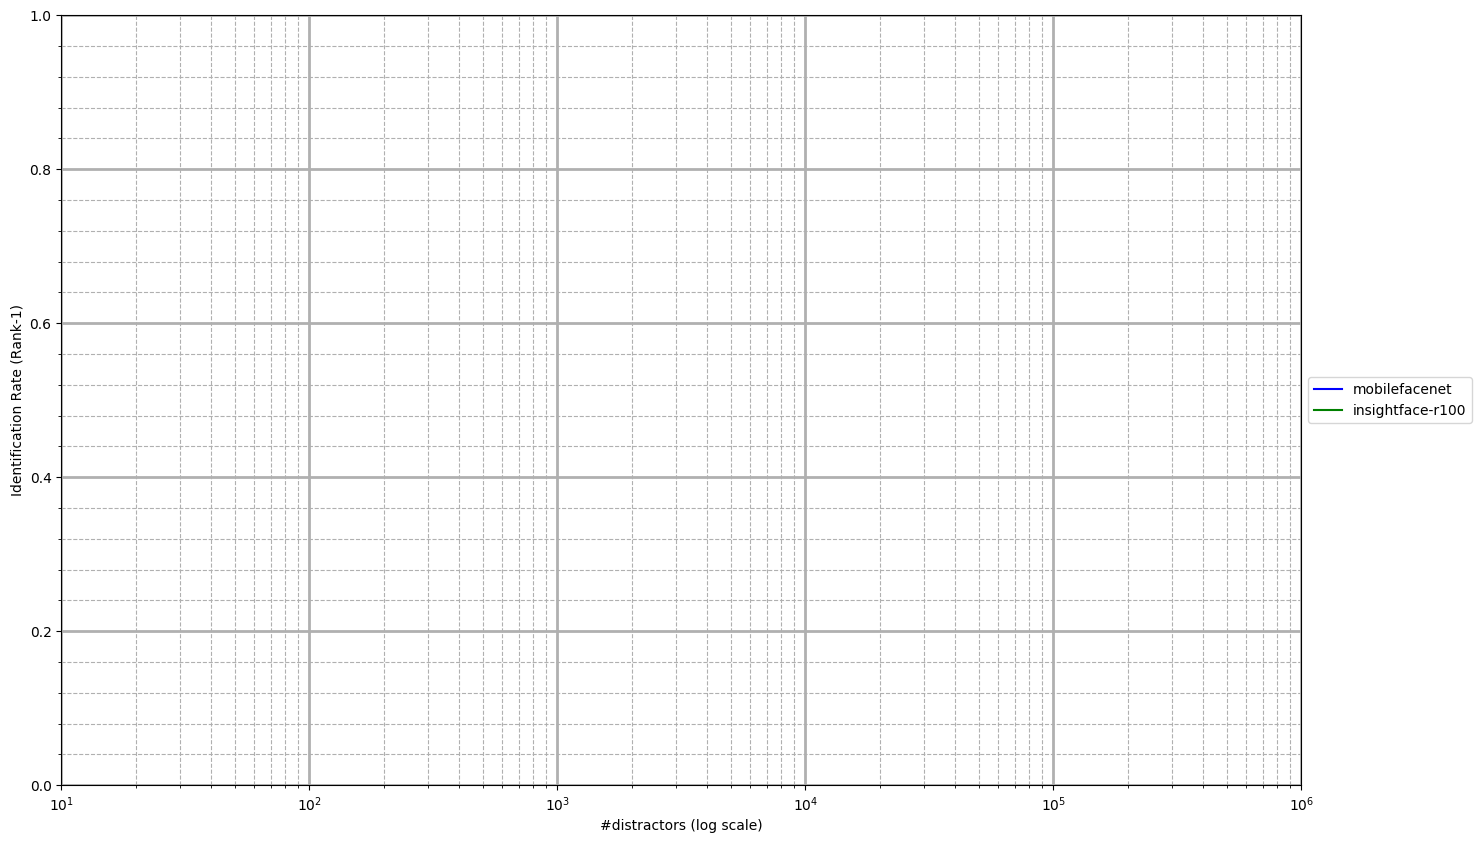 1.0
0.8
0.6
0.4
0.2
0.0
Identification Rate (Rank-1)
10¹ 10² 10³ 10⁴ 10⁵ 10⁶
#distractors (log scale)
mobilefacenet
insightface-r100